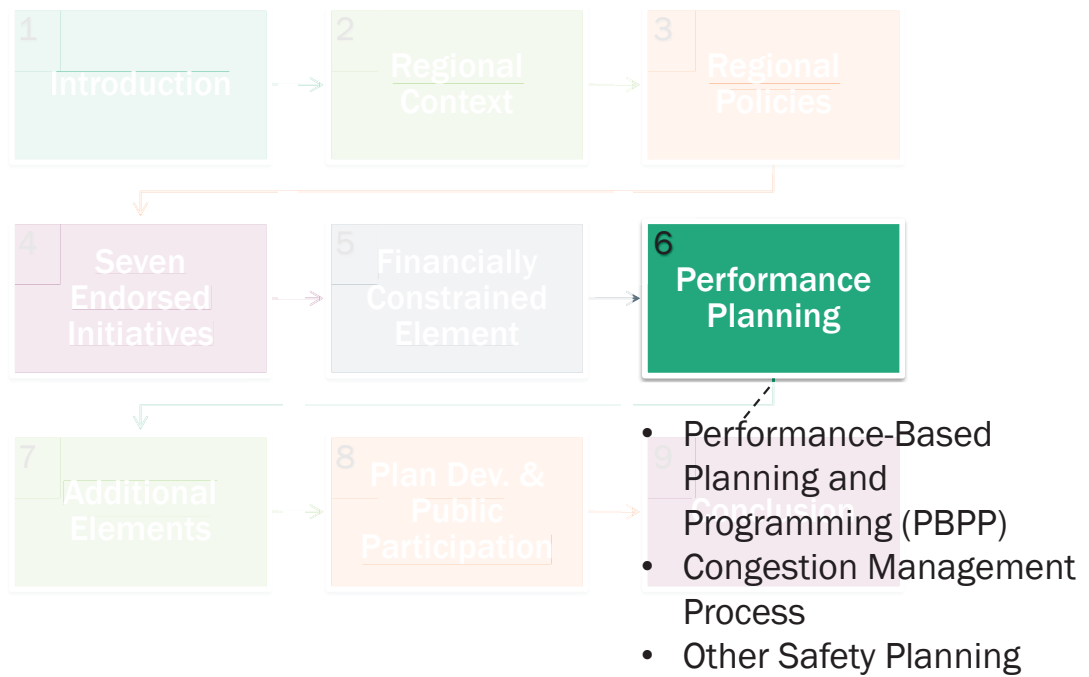 1
Introduction
2
Regional
Context
3
Regional
Policies
4
Seven
Endorsed
Initiatives
5
Financially
Constrained
Element
6
Performance
Planning
7
Additional
Elements
8
Plan Dev. &
Public
Participation
9
Conclusion
• Performance-Based
Planning and
Programming (PBPP)
• Congestion Management
Process
• Other Safety Planning